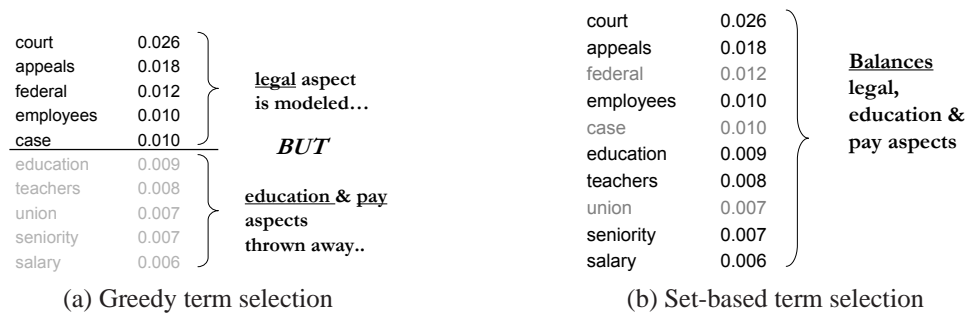 court 0.026
appeals 0.018
federal 0.012
employees 0.010
case 0.010
education 0.009
teachers 0.008
union 0.007
seniority 0.007
salary 0.006
legal aspect
is modeled…
BUT
education & pay
aspects
thrown away..
(a) Greedy term selection
court 0.026
appeals 0.018
federal 0.012
employees 0.010
case 0.010
education 0.009
teachers 0.008
union 0.007
seniority 0.007
salary 0.006
Balances
legal,
education &
pay aspects
(b) Set-based term selection